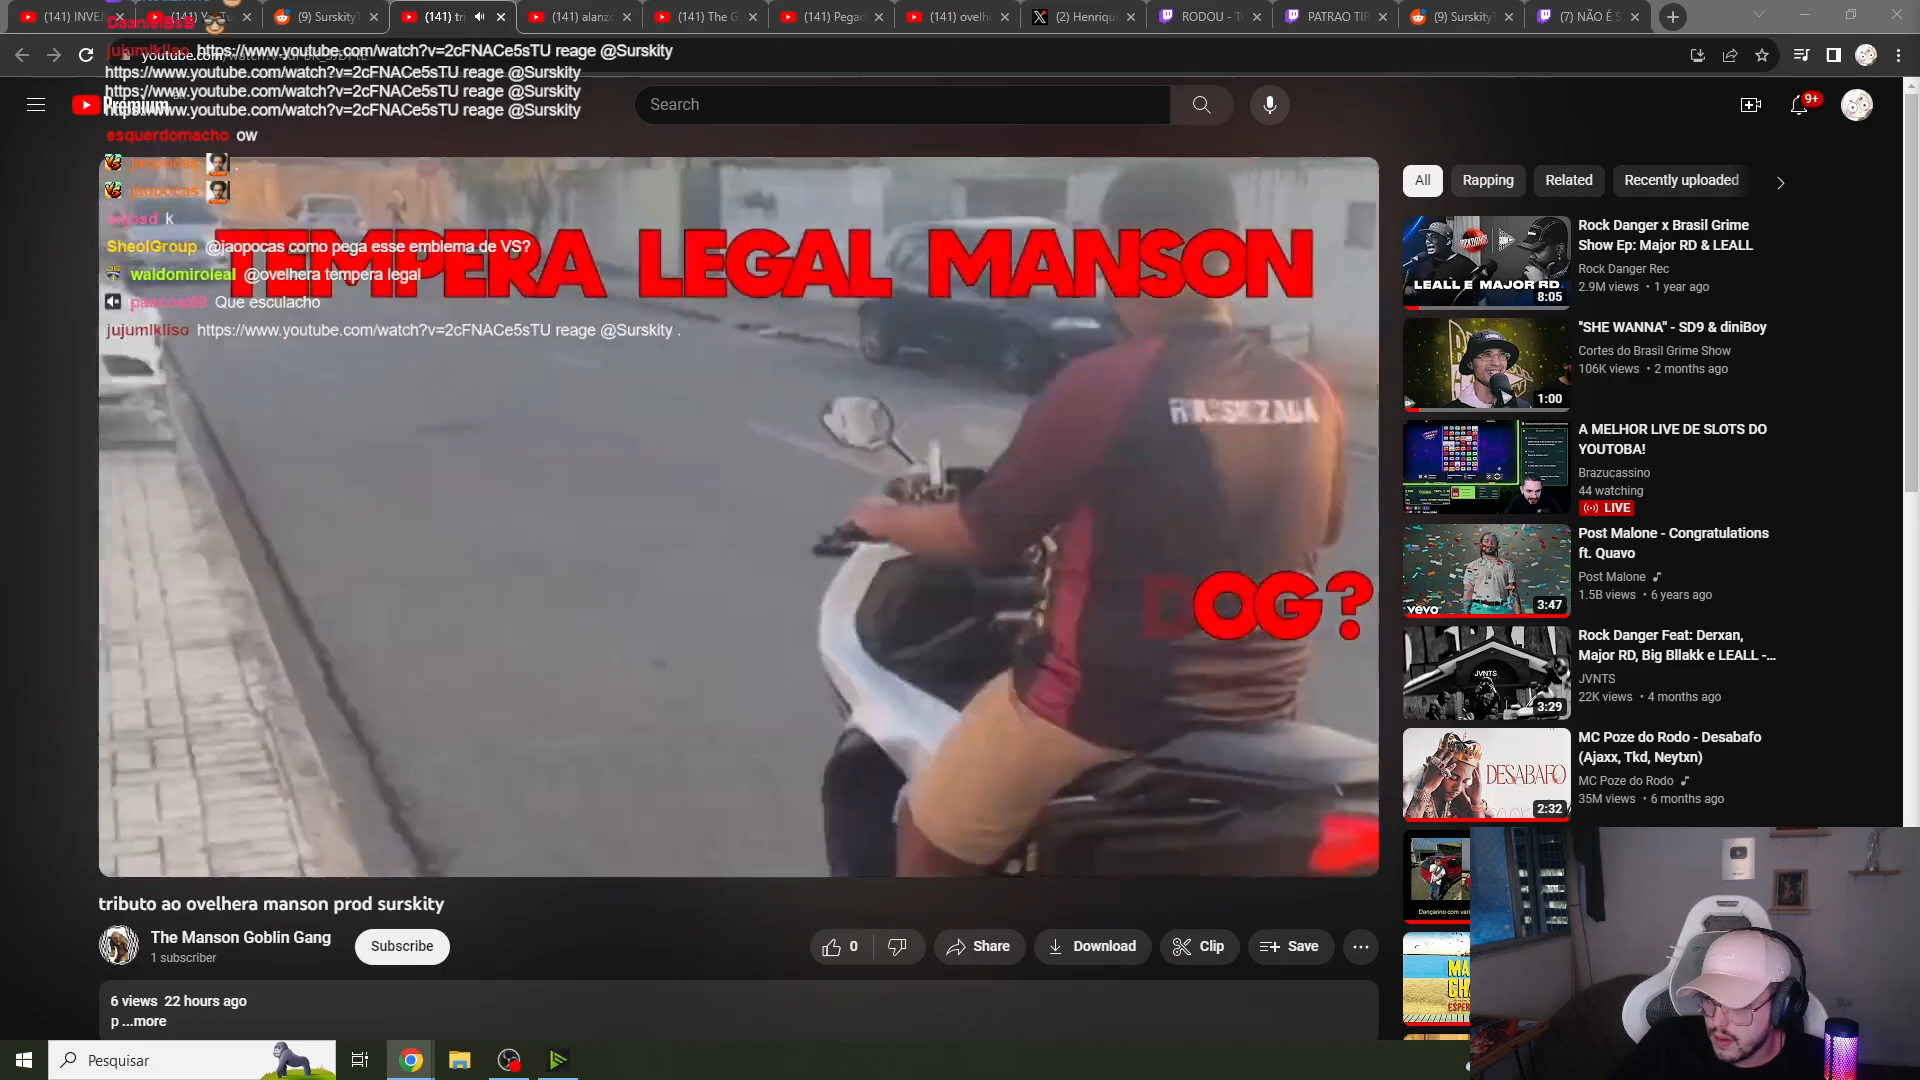 (141) INVE
(141) Yo
(9) Surskity
(141) tri
(141) alanzo
(141) The G
(141) Pegad
(141) ovelh
(2) Henriqu
RODOU - T
PATRAO TIR
(9) Surskity
(7) NÃO É S
jujumlkliso https://www.youtube.com/watch?v=2cFNACe5sTU reage @Surskity
https://www.youtube.com/watch?v=2cFNACe5sTU reage @Surskity
https://www.youtube.com/watch?v=2cFNACe5sTU reage @Surskity
https://www.youtube.com/watch?v=2cFNACe5sTU reage @Surskity
Premium
Search
9+
esquerdomacho ow
jaopocas
jaopocas
k
SheolGroup @jaopocas como pega esse emblema de VS?
waldomiroleal @ovelhera tempera legal
Que esculacho
jujumlkliso https://www.youtube.com/watch?v=2cFNACe5sTU reage @Surskity .
TEMPERA LEGAL MANSON
DOG?
tributo ao ovelhera manson prod surskity
The Manson Goblin Gang
1 subscriber
Subscribe
0
Share
Download
Clip
Save
6 views 22 hours ago
p ...more
All
Rapping
Related
Recently uploaded
LEALL E MAJOR RD
8:05
Rock Danger x Brasil Grime
Show Ep: Major RD & LEALL
Rock Danger Rec
2.9M views • 1 year ago
1:00
"SHE WANNA" - SD9 & diniBoy
Cortes do Brasil Grime Show
106K views • 2 months ago
A MELHOR LIVE DE SLOTS DO
YOUTOBA!
Brazucassino
44 watching
LIVE
vevo
3:47
Post Malone - Congratulations
ft. Quavo
Post Malone
1.5B views • 6 years ago
JVNTS
3:29
Rock Danger Feat: Derxan,
Major RD, Big Bllakk e LEALL -...
JVNTS
22K views • 4 months ago
DESABAFO
2:32
MC Poze do Rodo - Desabafo
(Ajaxx, Tkd, Neytxn)
MC Poze do Rodo
35M views • 6 months ago
Dançarino com vari
Pesquisar